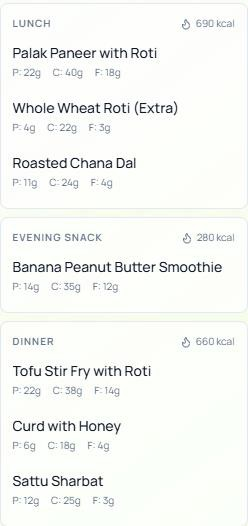 LUNCH 690 kcal
Palak Paneer with Roti
P: 22g C: 40g F: 18g
Whole Wheat Roti (Extra)
P: 4g C: 22g F: 3g
Roasted Chana Dal
P: 11g C: 24g F: 4g
EVENING SNACK 280 kcal
Banana Peanut Butter Smoothie
P: 14g C: 35g F: 12g
DINNER 660 kcal
Tofu Stir Fry with Roti
P: 22g C: 38g F: 14g
Curd with Honey
P: 6g C: 18g F: 4g
Sattu Sharbat
P: 12g C: 25g F: 3g